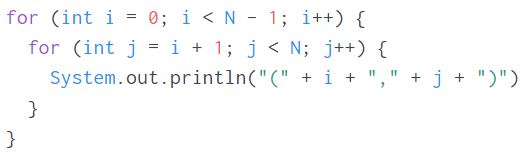 for (int i = 0; i < N - 1; i++) {
  for (int j = i + 1; j < N; j++) {
    System.out.println("(" + i + "," + j + ")")
  }
}